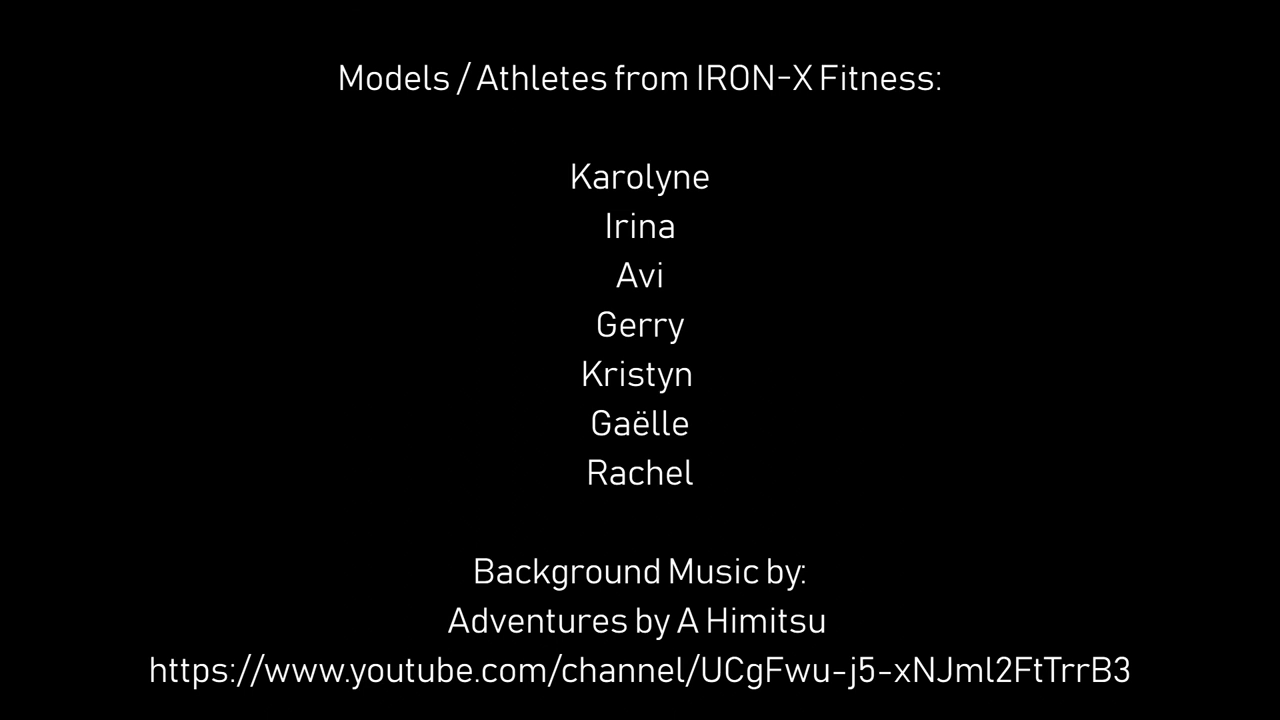 Models / Athletes from IRON-X Fitness:
Karolyne
Irina
Avi
Gerry
Kristyn
Gaëlle
Rachel
Background Music by:
Adventures by A Himitsu
https://www.youtube.com/channel/UCgFwu-j5-xNJml2FtTrrB3